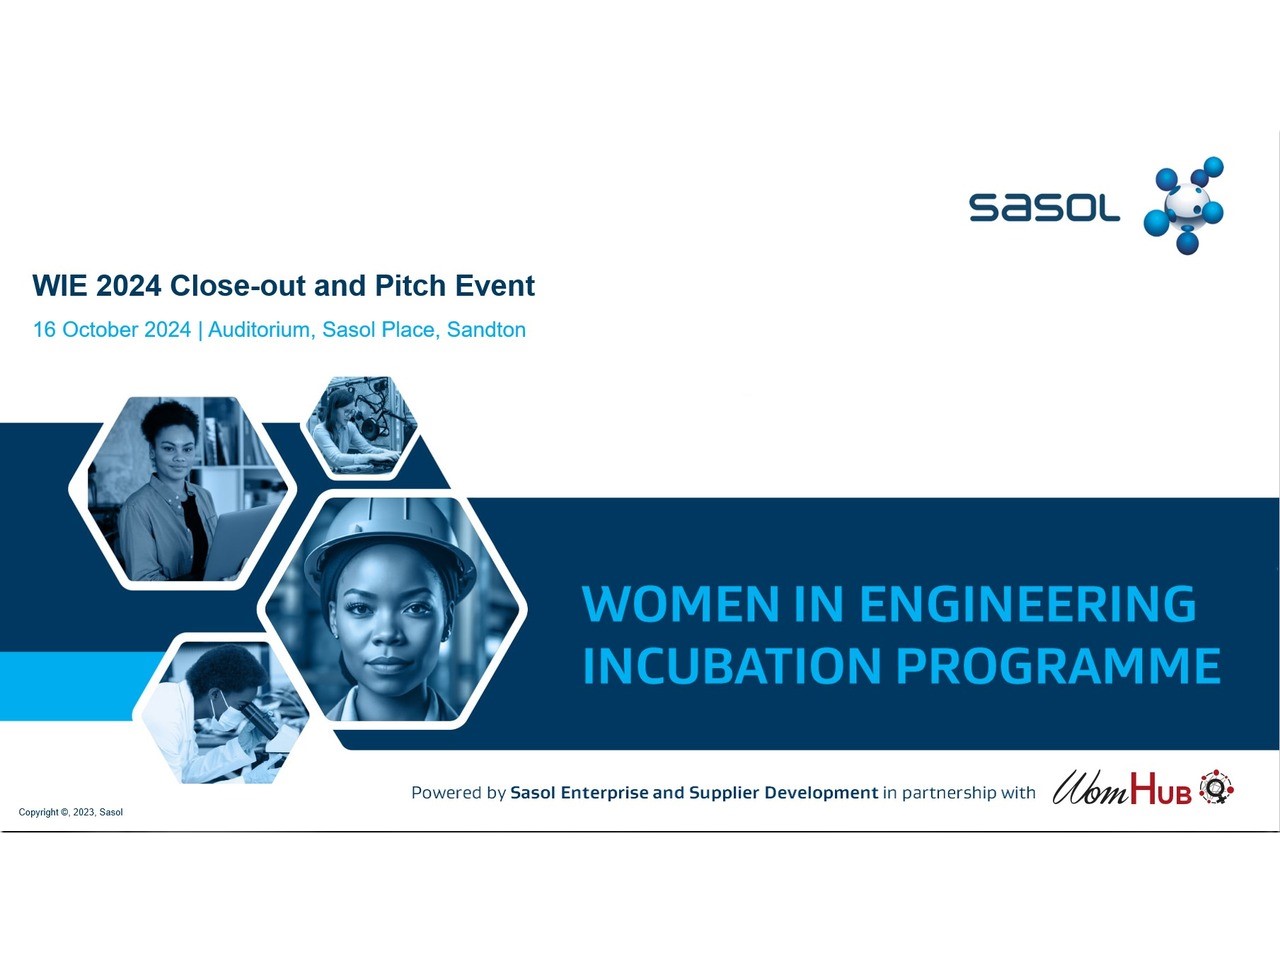 sasol
WIE 2024 Close-out and Pitch Event
16 October 2024 | Auditorium, Sasol Place, Sandton
WOMEN IN ENGINEERING
INCUBATION PROGRAMME
Powered by Sasol Enterprise and Supplier Development in partnership with WomHUB
Copyright ©, 2023, Sasol